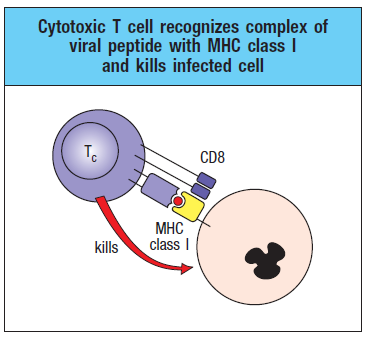 Cytotoxic T cell recognizes complex of
viral peptide with MHC class I
and kills infected cell
Tc
CD8
MHC
class I
kills